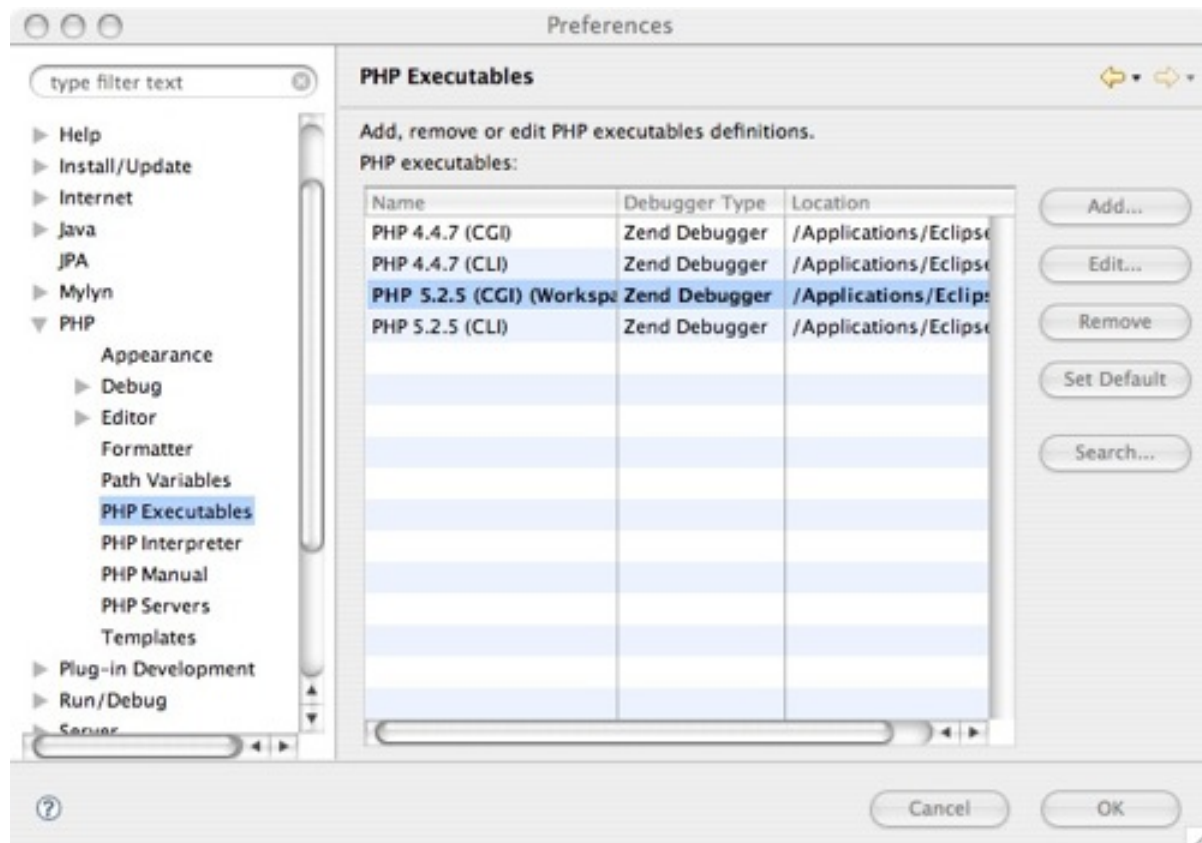 Preferences
type filter text
Help
Install/Update
Internet
Java
JPA
Mylyn
PHP
Appearance
Debug
Editor
Formatter
Path Variables
PHP Executables
PHP Interpreter
PHP Manual
PHP Servers
Templates
Plug-in Development
Run/Debug
Server
PHP Executables
Add, remove or edit PHP executables definitions.
PHP executables:
Name Debugger Type Location
PHP 4.4.7 (CGI) Zend Debugger /Applications/Eclipse
PHP 4.4.7 (CLI) Zend Debugger /Applications/Eclipse
PHP 5.2.5 (CGI) (Workspa Zend Debugger /Applications/Eclips
PHP 5.2.5 (CLI) Zend Debugger /Applications/Eclipse
Add...
Edit...
Remove
Set Default
Search...
?
Cancel
OK